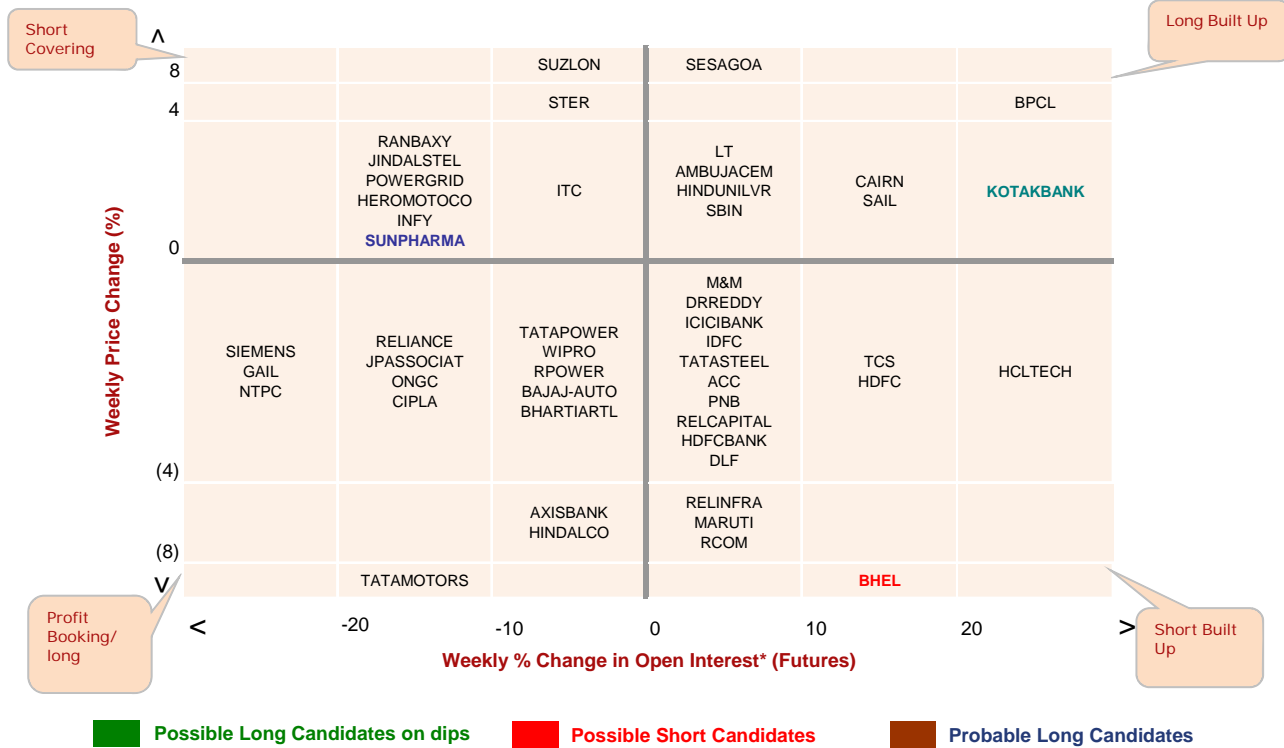 Short
Covering
Long Built Up
^
8
SUZLON
SESAGOA
4
STER
BPCL
RANBAXY
JINDALSTEL
POWERGRID
HEROMOTOCO
INFY
SUNPHARMA
ITC
LT
AMBUJACEM
HINDUNILVR
SBIN
CAIRN
SAIL
KOTAKBANK
0
Weekly Price Change (%)
SIEMENS
GAIL
NTPC
RELIANCE
JPASSOCIAT
ONGC
CIPLA
TATAPOWER
WIPRO
RPOWER
BAJAJ-AUTO
BHARTIARTL
M&M
DRREDDY
ICICIBANK
IDFC
TATASTEEL
ACC
PNB
RELCAPITAL
HDFCBANK
DLF
TCS
HDFC
HCLTECH
(4)
AXISBANK
HINDALCO
RELINFRA
MARUTI
RCOM
(8)
TATAMOTORS
BHEL
Profit
Booking/
long
Short Built
Up
< -20 -10 0 10 20 >
Weekly % Change in Open Interest* (Futures)
Possible Long Candidates on dips
Possible Short Candidates
Probable Long Candidates